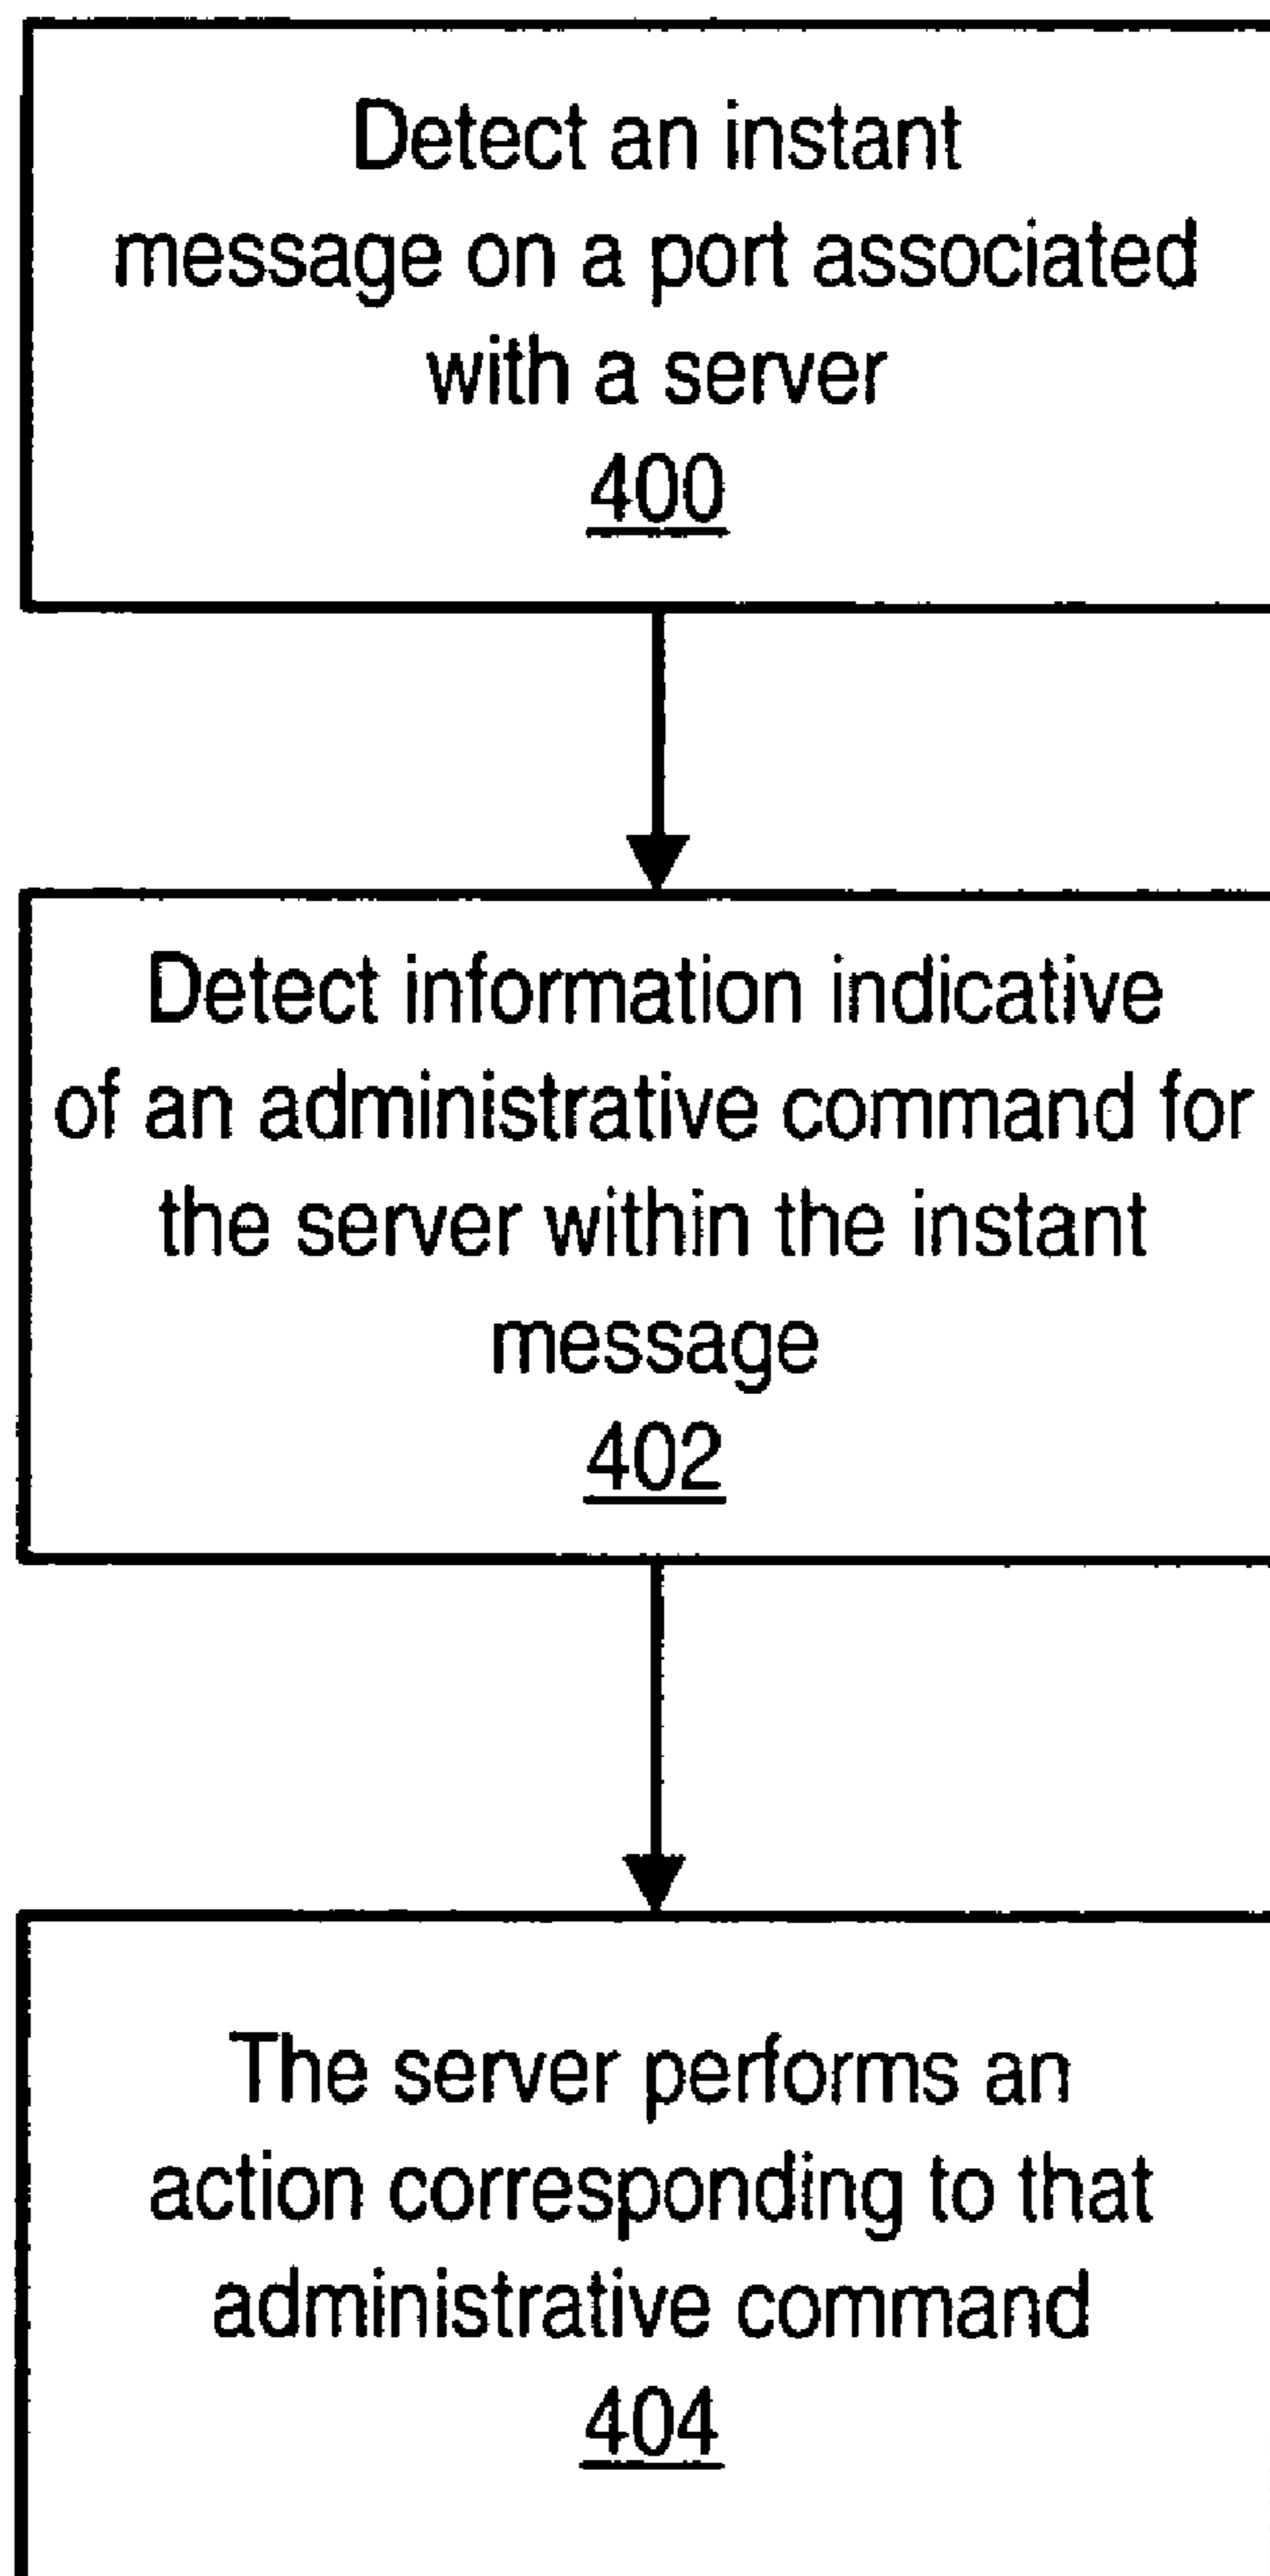 Detect an instant
message on a port associated
with a server
400
Detect information indicative
of an administrative command for
the server within the instant
message
402
The server performs an
action corresponding to that
administrative command
404